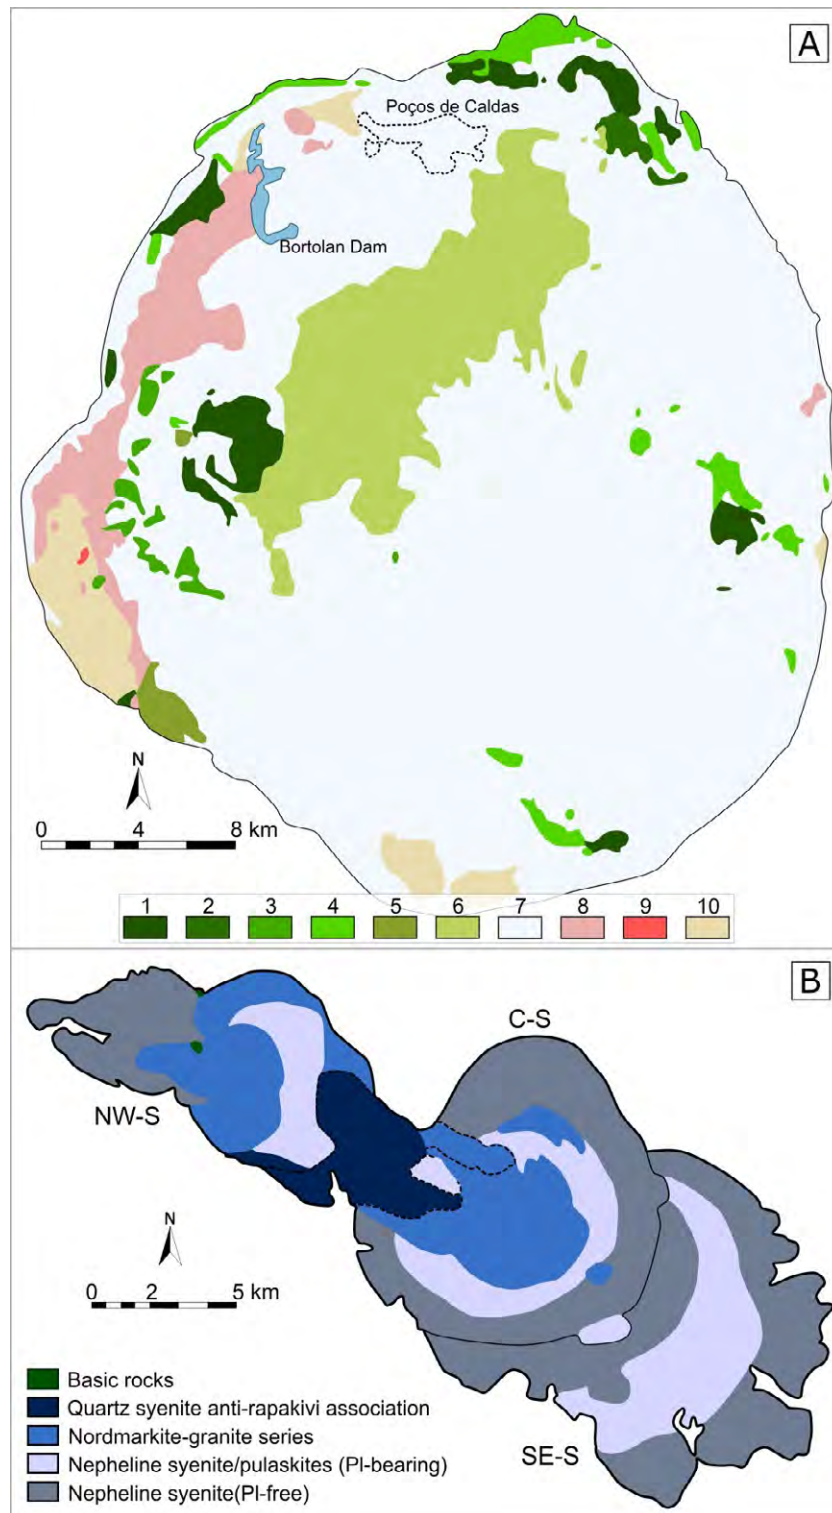 A
Poços de Caldas
Bortolan Dam
N
0 4 8 km
1 2 3 4 5 6 7 8 9 10
B
C-S
NW-S
N
0 2 5 km
SE-S
Basic rocks
Quartz syenite anti-rapakivi association
Nordmarkite-granite series
Nepheline syenite/pulaskites (Pl-bearing)
Nepheline syenite(Pl-free)